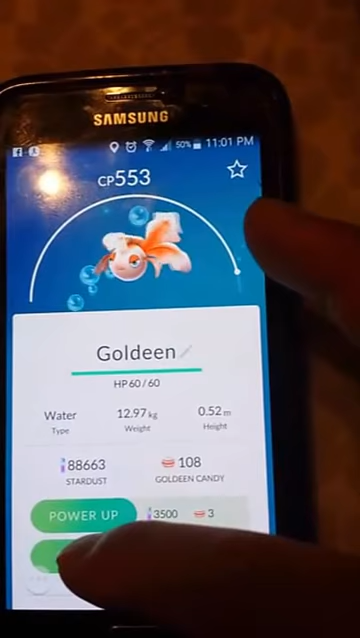 SAMSUNG
50% 11:01 PM
CP553
Goldeen
HP 60 / 60
Water 12.97 kg 0.52 m
Type Weight Height
88663 108
STARDUST GOLDEEN CANDY
POWER UP 3500 3